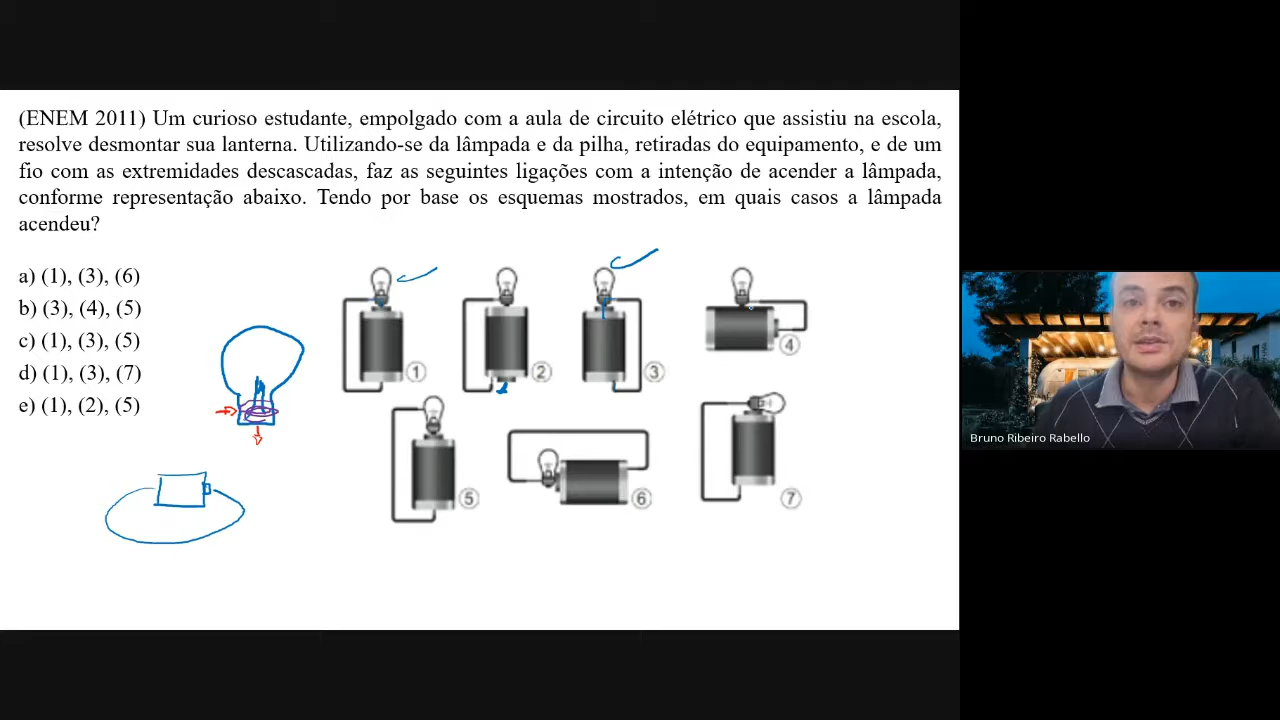 (ENEM 2011) Um curioso estudante, empolgado com a aula de circuito elétrico que assistiu na escola,
resolve desmontar sua lanterna. Utilizando-se da lâmpada e da pilha, retiradas do equipamento, e de um
fio com as extremidades descascadas, faz as seguintes ligações com a intenção de acender a lâmpada,
conforme representação abaixo. Tendo por base os esquemas mostrados, em quais casos a lâmpada
acendeu?
a) (1), (3), (6)
b) (3), (4), (5)
c) (1), (3), (5)
d) (1), (3), (7)
e) (1), (2), (5)
1
2
3
4
5
6
7
Bruno Ribeiro Rabello